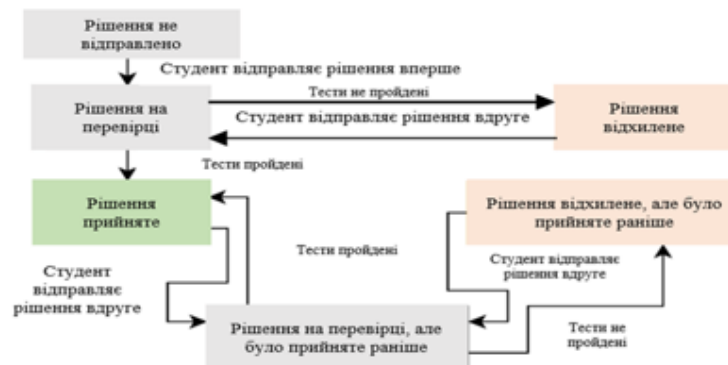 Рішення не
відправлено
Студент відправляє рішення вперше
Рішення на
перевірці
Тести не пройдені
Студент відправляє рішення вдруге
Рішення
відхилене
Тести пройдені
Рішення
прийняте
Рішення відхилене, але було
прийняте раніше
Тести пройдені
Студент відправляє
рішення вдруге
Студент
відправляє
рішення вдруге
Рішення на перевірці, але
було прийняте раніше
Тести не
пройдені